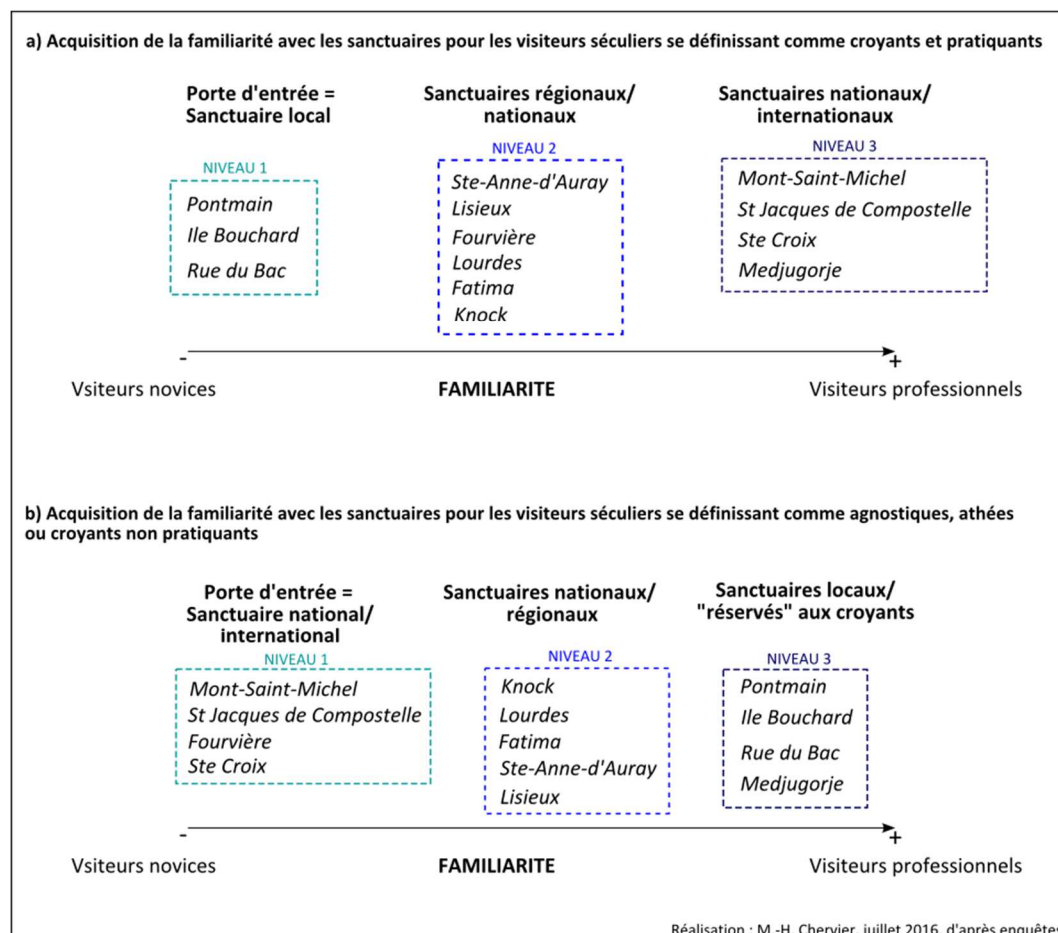 a) Acquisition de la familiarité avec les sanctuaires pour les visiteurs séculiers se définissant comme croyants et pratiquants
Porte d'entrée =
Sanctuaire local
NIVEAU 1
Pontmain
Ile Bouchard
Rue du Bac
Sanctuaires régionaux/
nationaux
NIVEAU 2
Ste-Anne-d'Auray
Lisieux
Fourvière
Lourdes
Fatima
Knock
Sanctuaires nationaux/
internationaux
NIVEAU 3
Mont-Saint-Michel
St Jacques de Compostelle
Ste Croix
Medjugorje
- +
Vsiteurs novices FAMILIARITE Visiteurs professionnels
b) Acquisition de la familiarité avec les sanctuaires pour les visiteurs séculiers se définissant comme agnostiques, athées
ou croyants non pratiquants
Porte d'entrée =
Sanctuaire national/
international
NIVEAU 1
Mont-Saint-Michel
St Jacques de Compostelle
Fourvière
Ste Croix
Sanctuaires nationaux/
régionaux
NIVEAU 2
Knock
Lourdes
Fatima
Ste-Anne-d'Auray
Lisieux
Sanctuaires locaux/
"réservés" aux croyants
NIVEAU 3
Pontmain
Ile Bouchard
Rue du Bac
Medjugorje
- +
Vsiteurs novices FAMILIARITE Visiteurs professionnels
Réalisation : M.-H. Chervier, juillet 2016, d'après enquêtes